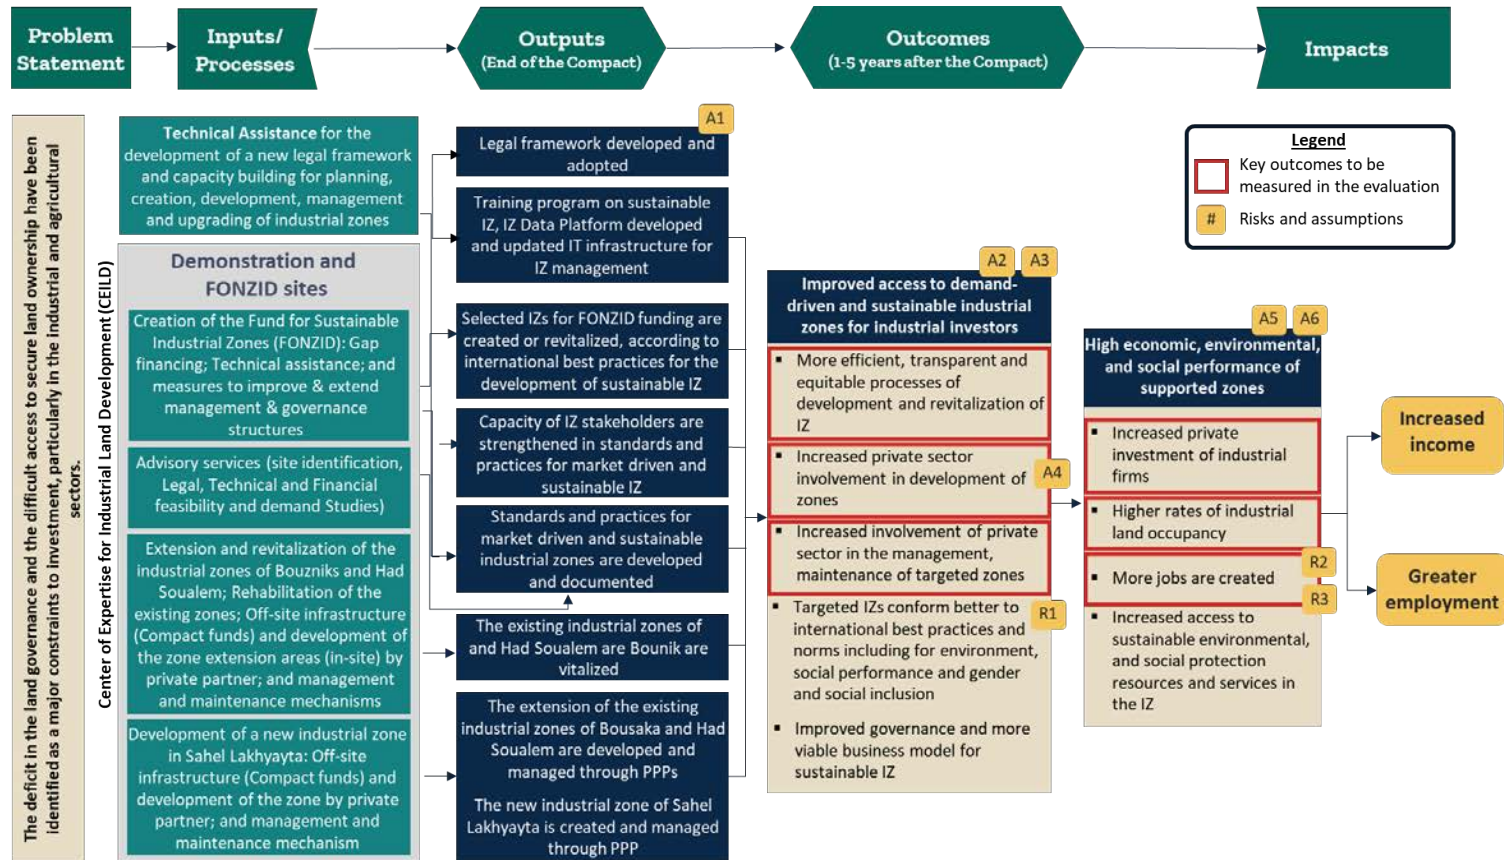 Problem
Statement
Inputs/
Processes
Outputs
(End of the Compact)
Outcomes
(1-5 years after the Compact)
Impacts
The deficit in the land governance and the difficult access to secure land ownership have been
identified as a major constraints to investment, particularly in the industrial and agricultural
sectors.
Center of Expertise for Industrial Land Development (CEILD)
Technical Assistance for the
development of a new legal framework
and capacity building for planning,
creation, development, management
and upgrading of industrial zones
Demonstration and
FONZID sites
Creation of the Fund for Sustainable
Industrial Zones (FONZID): Gap
financing; Technical assistance; and
measures to improve & extend
management & governance
structures
Advisory services (site identification,
Legal, Technical and Financial
feasibility and demand Studies)
Extension and revitalization of the
industrial zones of Bouzniks and Had
Soualem; Rehabilitation of the
existing zones; Off-site infrastructure
(Compact funds) and development of
the zone extension areas (in-site) by
private partner; and management
and maintenance mechanisms
Development of a new industrial zone
in Sahel Lakhyayta: Off-site
infrastructure (Compact funds) and
development of the zone by private
partner; and management and
maintenance mechanism
A1
Legal framework developed and
adopted
Training program on sustainable
IZ, IZ Data Platform developed
and updated IT infrastructure for
IZ management
Selected IZs for FONZID funding are
created or revitalized, according to
international best practices for the
development of sustainable IZ
Capacity of IZ stakeholders are
strengthened in standards and
practices for market driven and
sustainable IZ
Standards and practices for
market driven and sustainable
industrial zones are developed
and documented
The existing industrial zones of
and Had Soualem are Bounik are
vitalized
The extension of the existing
industrial zones of Bousaka and Had
Soualem are developed and
managed through PPPs
The new industrial zone of Sahel
Lakhyayta is created and managed
through PPP
A2
A3
Improved access to demand-
driven and sustainable industrial
zones for industrial investors
▪ More efficient, transparent and
equitable processes of
development and revitalization of
IZ
▪ Increased private sector
involvement in development of
zones
A4
▪ Increased involvement of private
sector in the management,
maintenance of targeted zones
▪ Targeted IZs conform better to
international best practices and
norms including for environment,
social performance and gender
and social inclusion
R1
▪ Improved governance and more
viable business model for
sustainable IZ
Legend
Key outcomes to be
measured in the evaluation
# Risks and assumptions
A5
A6
High economic, environmental,
and social performance of
supported zones
▪ Increased private
investment of industrial
firms
▪ Higher rates of industrial
land occupancy
▪ More jobs are created
R2
R3
▪ Increased access to
sustainable environmental,
and social protection
resources and services in
the IZ
Increased
income
Greater
employment